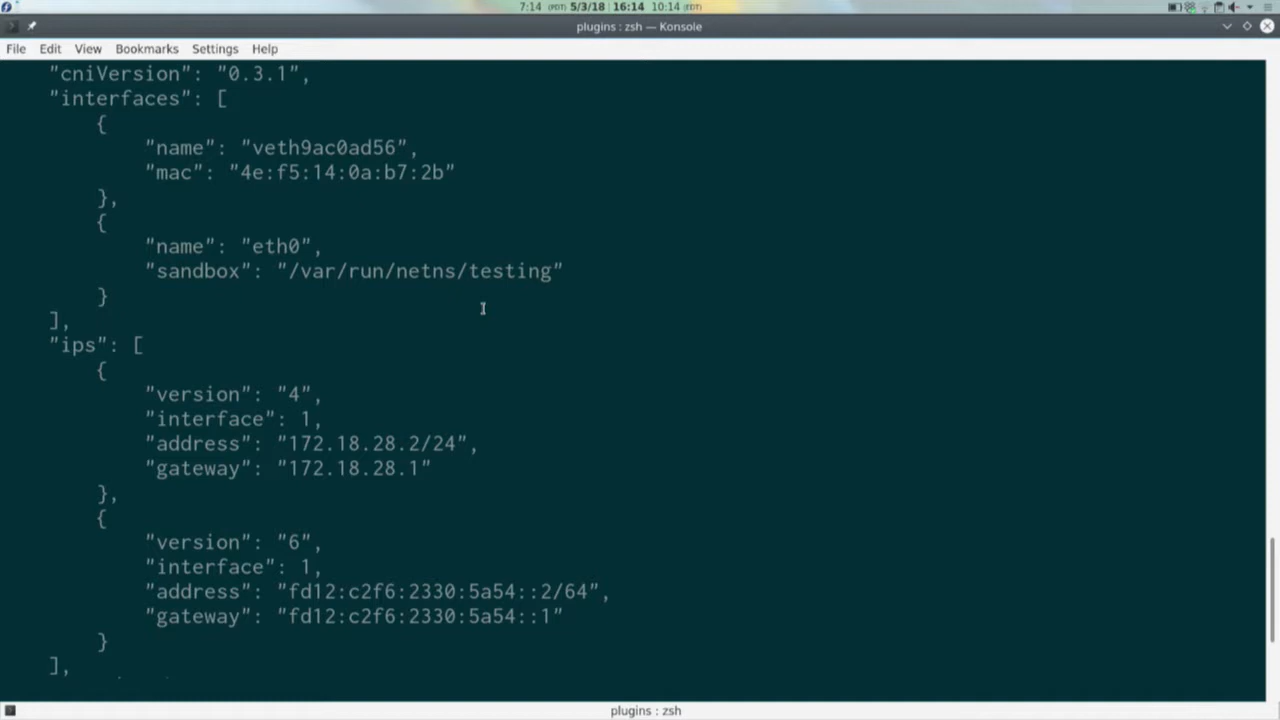 7:14 (PDT) 5/3/18 16:14 10:14 (EDT)
plugins : zsh — Konsole
File Edit View Bookmarks Settings Help
"cniVersion": "0.3.1",
"interfaces": [
{
"name": "veth9ac0ad56",
"mac": "4e:f5:14:0a:b7:2b"
},
{
"name": "eth0",
"sandbox": "/var/run/netns/testing"
}
],
"ips": [
{
"version": "4",
"interface": 1,
"address": "172.18.28.2/24",
"gateway": "172.18.28.1"
},
{
"version": "6",
"interface": 1,
"address": "fd12:c2f6:2330:5a54::2/64",
"gateway": "fd12:c2f6:2330:5a54::1"
}
],
plugins : zsh